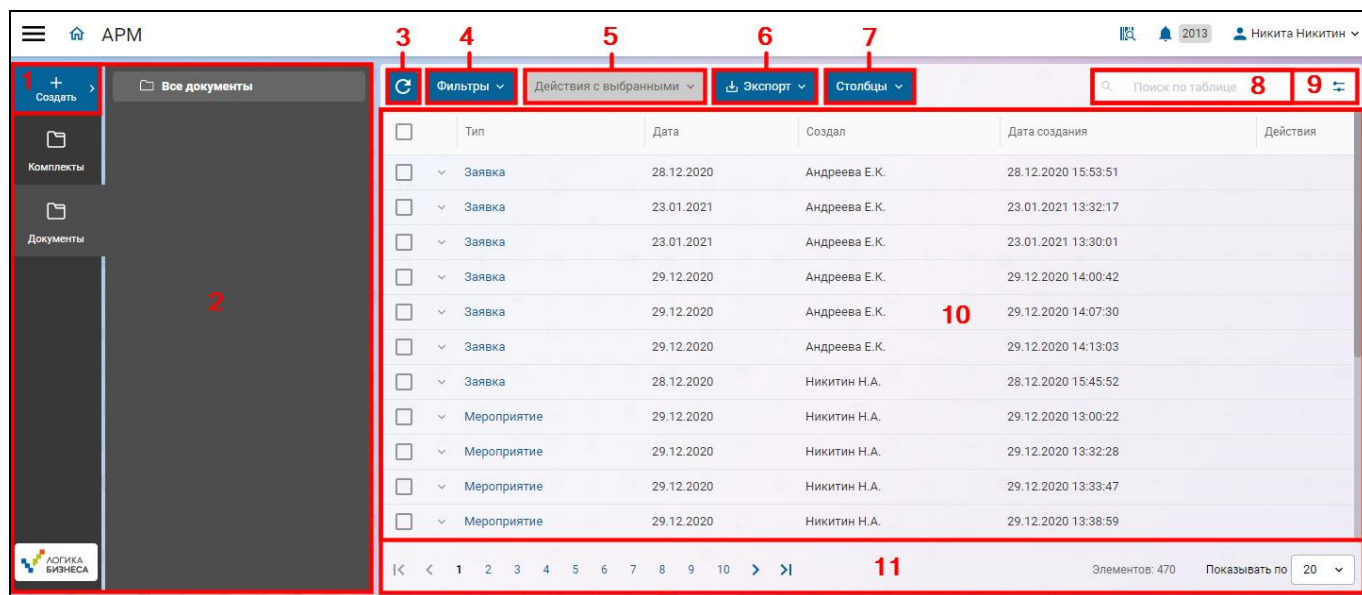 АРМ
2013 Никита Никитин
3 4 5 6 7
1 Создать
Все документы
Фильтры Действия с выбранными Экспорт Столбцы Поиск по таблице 8 9
Комплекты
Документы
2
Тип Дата Создал Дата создания Действия
Заявка 28.12.2020 Андреева Е.К. 28.12.2020 15:53:51
Заявка 23.01.2021 Андреева Е.К. 23.01.2021 13:32:17
Заявка 23.01.2021 Андреева Е.К. 23.01.2021 13:30:01
Заявка 29.12.2020 Андреева Е.К. 29.12.2020 14:00:42
Заявка 29.12.2020 Андреева Е.К. 10 29.12.2020 14:07:30
Заявка 29.12.2020 Андреева Е.К. 29.12.2020 14:13:03
Заявка 28.12.2020 Никитин Н.А. 28.12.2020 15:45:52
Мероприятие 29.12.2020 Никитин Н.А. 29.12.2020 13:00:22
Мероприятие 29.12.2020 Никитин Н.А. 29.12.2020 13:32:28
Мероприятие 29.12.2020 Никитин Н.А. 29.12.2020 13:33:47
Мероприятие 29.12.2020 Никитин Н.А. 29.12.2020 13:38:59
ЛОГИКА
БИЗНЕСА
1 2 3 4 5 6 7 8 9 10 11 Элементов: 470 Показывать по 20